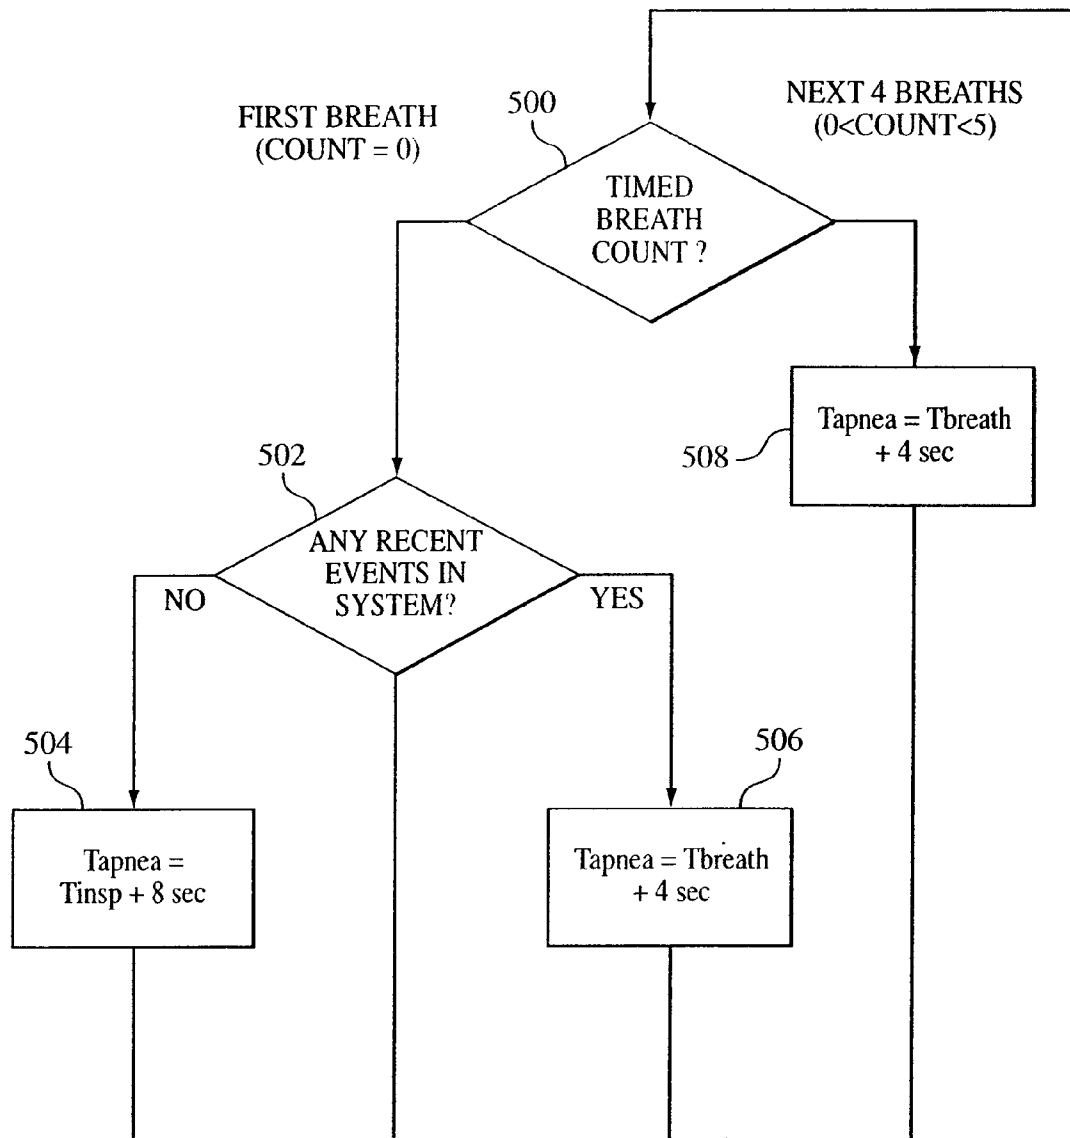 FIRST BREATH
(COUNT = 0)
500
NEXT 4 BREATHS
(0<COUNT<5)
TIMED
BREATH
COUNT ?
508
Tapnea = Tbreath
+ 4 sec
502
ANY RECENT
EVENTS IN
SYSTEM?
NO
YES
504
Tapnea =
Tinsp + 8 sec
506
Tapnea = Tbreath
+ 4 sec